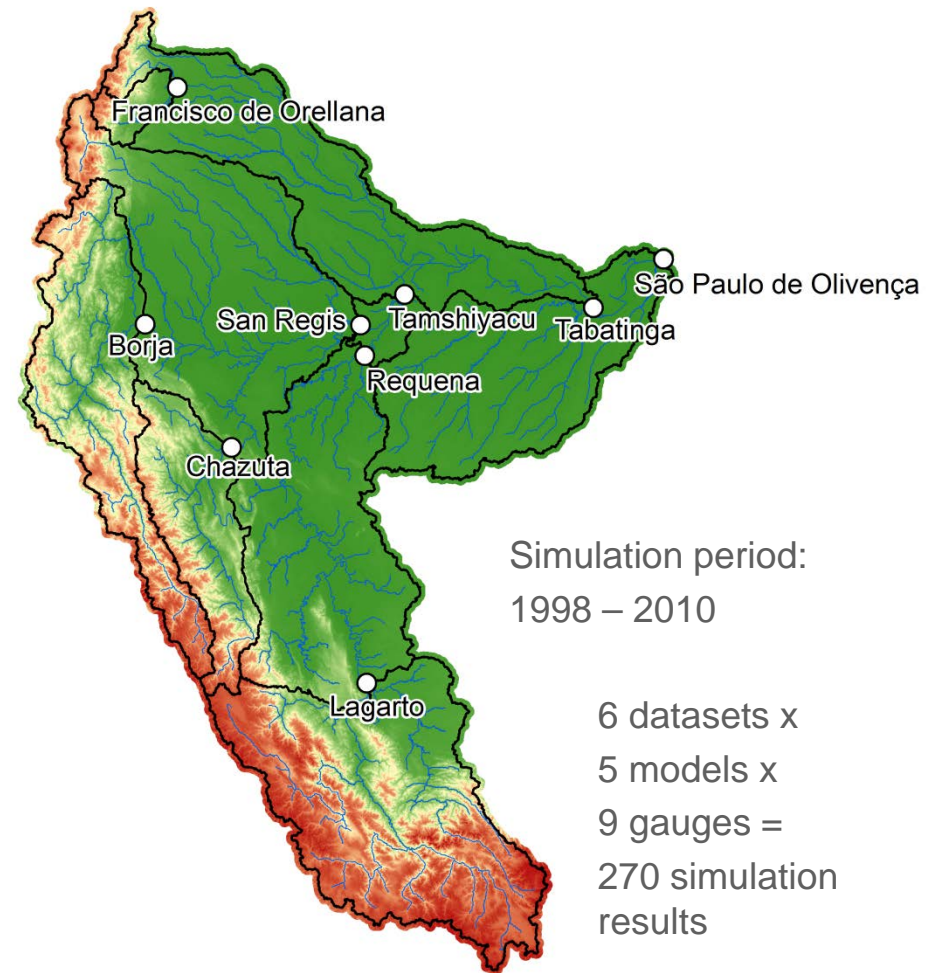 Francisco de Orellana
São Paulo de Olivença
San Regis
Tamshiyacu
Tabatinga
Borja
Requena
Chazuta
Simulation period:
1998 – 2010
Lagarto
6 datasets x
5 models x
9 gauges =
270 simulation
results